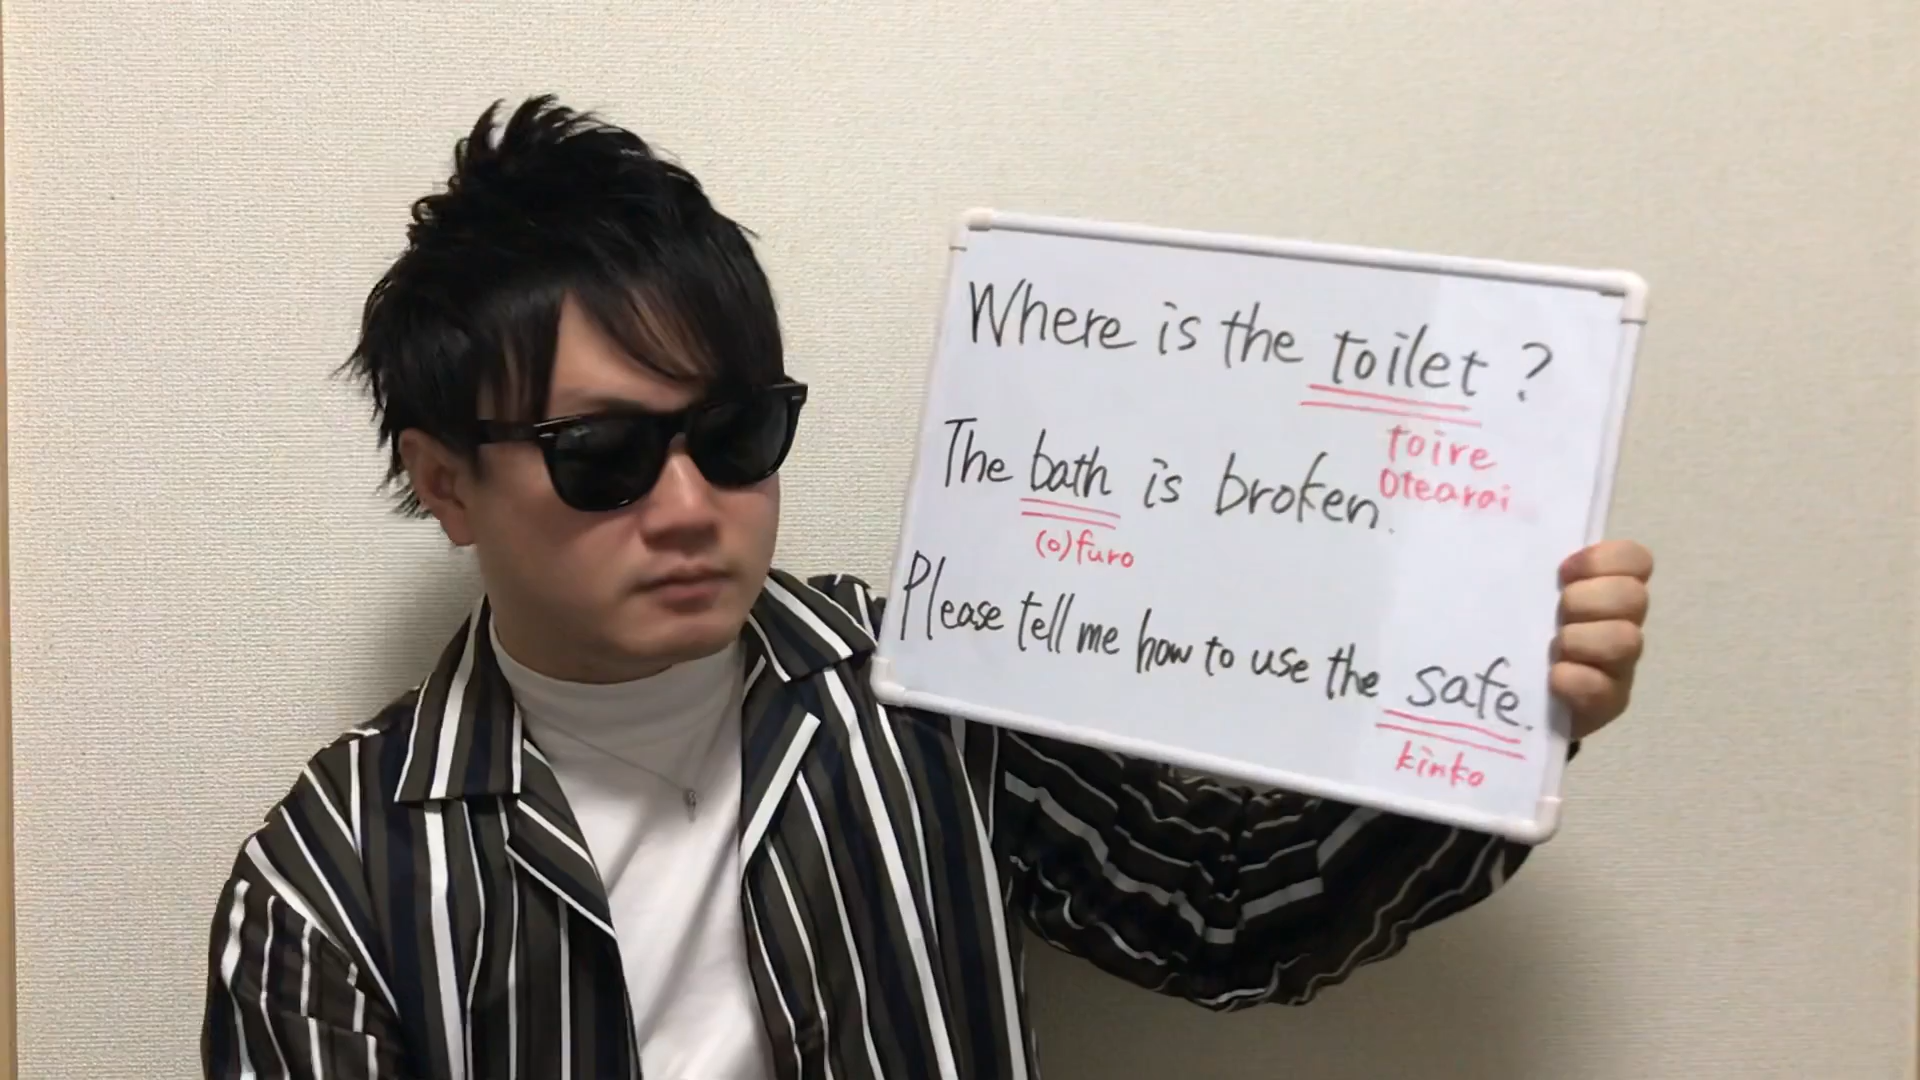 Where is the toilet?
toire
Otearai
The bath is broken.
(o)furo
Please tell me how to use the safe.
kinko